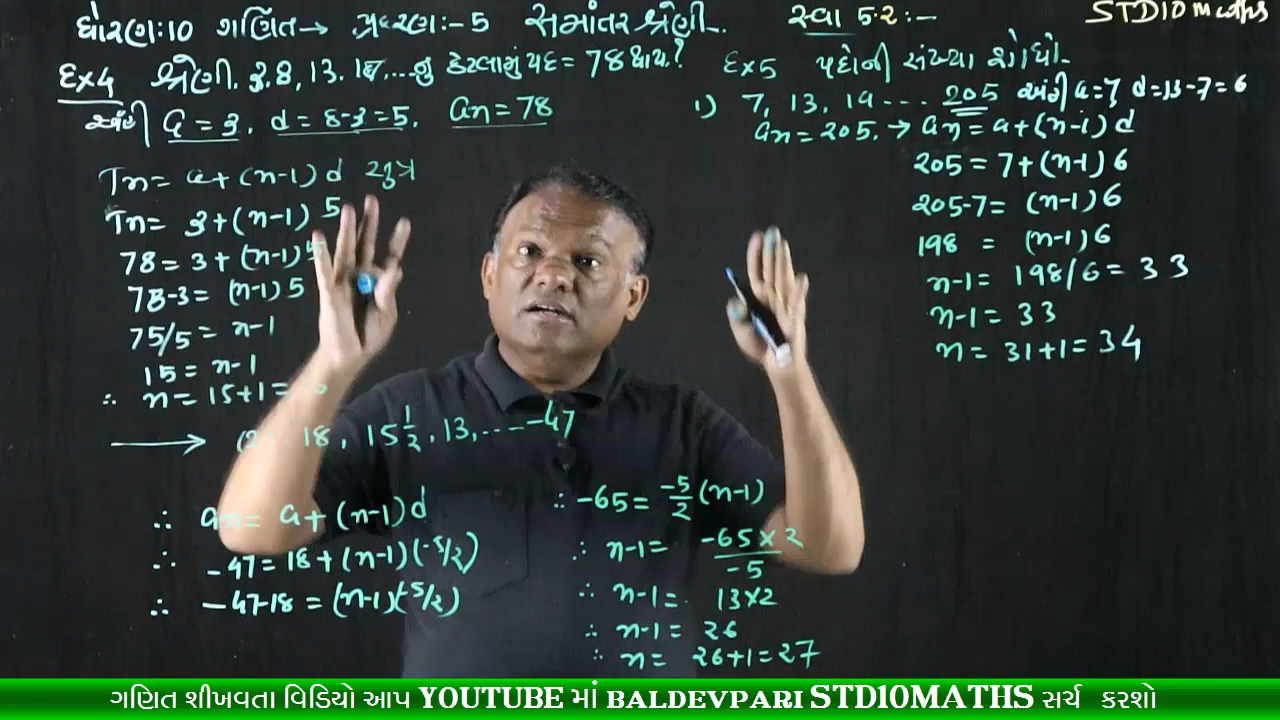 ધોરણ:10 ગણિત → પ્રકરણ:- 5 સમાંતર શ્રેણી. સ્વા 5.2 :- STD10 Maths
Ex 4 શ્રેણી. 3, 8, 13, 18, ....નું કેટલામું પદ = 78 થાય?
અહીં a = 3, d = 8-3 = 5, an = 78
Tn = a + (n-1) d સૂત્ર
Tn = 3 + (n-1) 5
78 = 3 + (n-1) 5
78-3 = (n-1) 5
75/5 = n-1
15 = n-1
∴ n = 15+1 =
Ex 5 પદોની સંખ્યા શોધો.
1) 7, 13, 19 .... 205 અહીં a=7, d=13-7=6
an = 205. → an = a + (n-1) d
205 = 7 + (n-1) 6
205-7 = (n-1) 6
198 = (n-1) 6
n-1 = 198/6 = 33
n-1 = 33
n = 31+1 = 34
→ (2) 18, 15 1/2, 13, .... -47
∴ an = a + (n-1) d
∴ -47 = 18 + (n-1) (-5/2)
∴ -47-18 = (n-1) (-5/2)
∴ -65 = -5/2 (n-1)
∴ n-1 = -65 × 2 / -5
∴ n-1 = 13×2
∴ n-1 = 26
∴ n = 26+1 = 27
ગણિત શીખવતા વિડિયો આપ YOUTUBE માં BALDEVPARI STD10MATHS સર્ચ કરશો